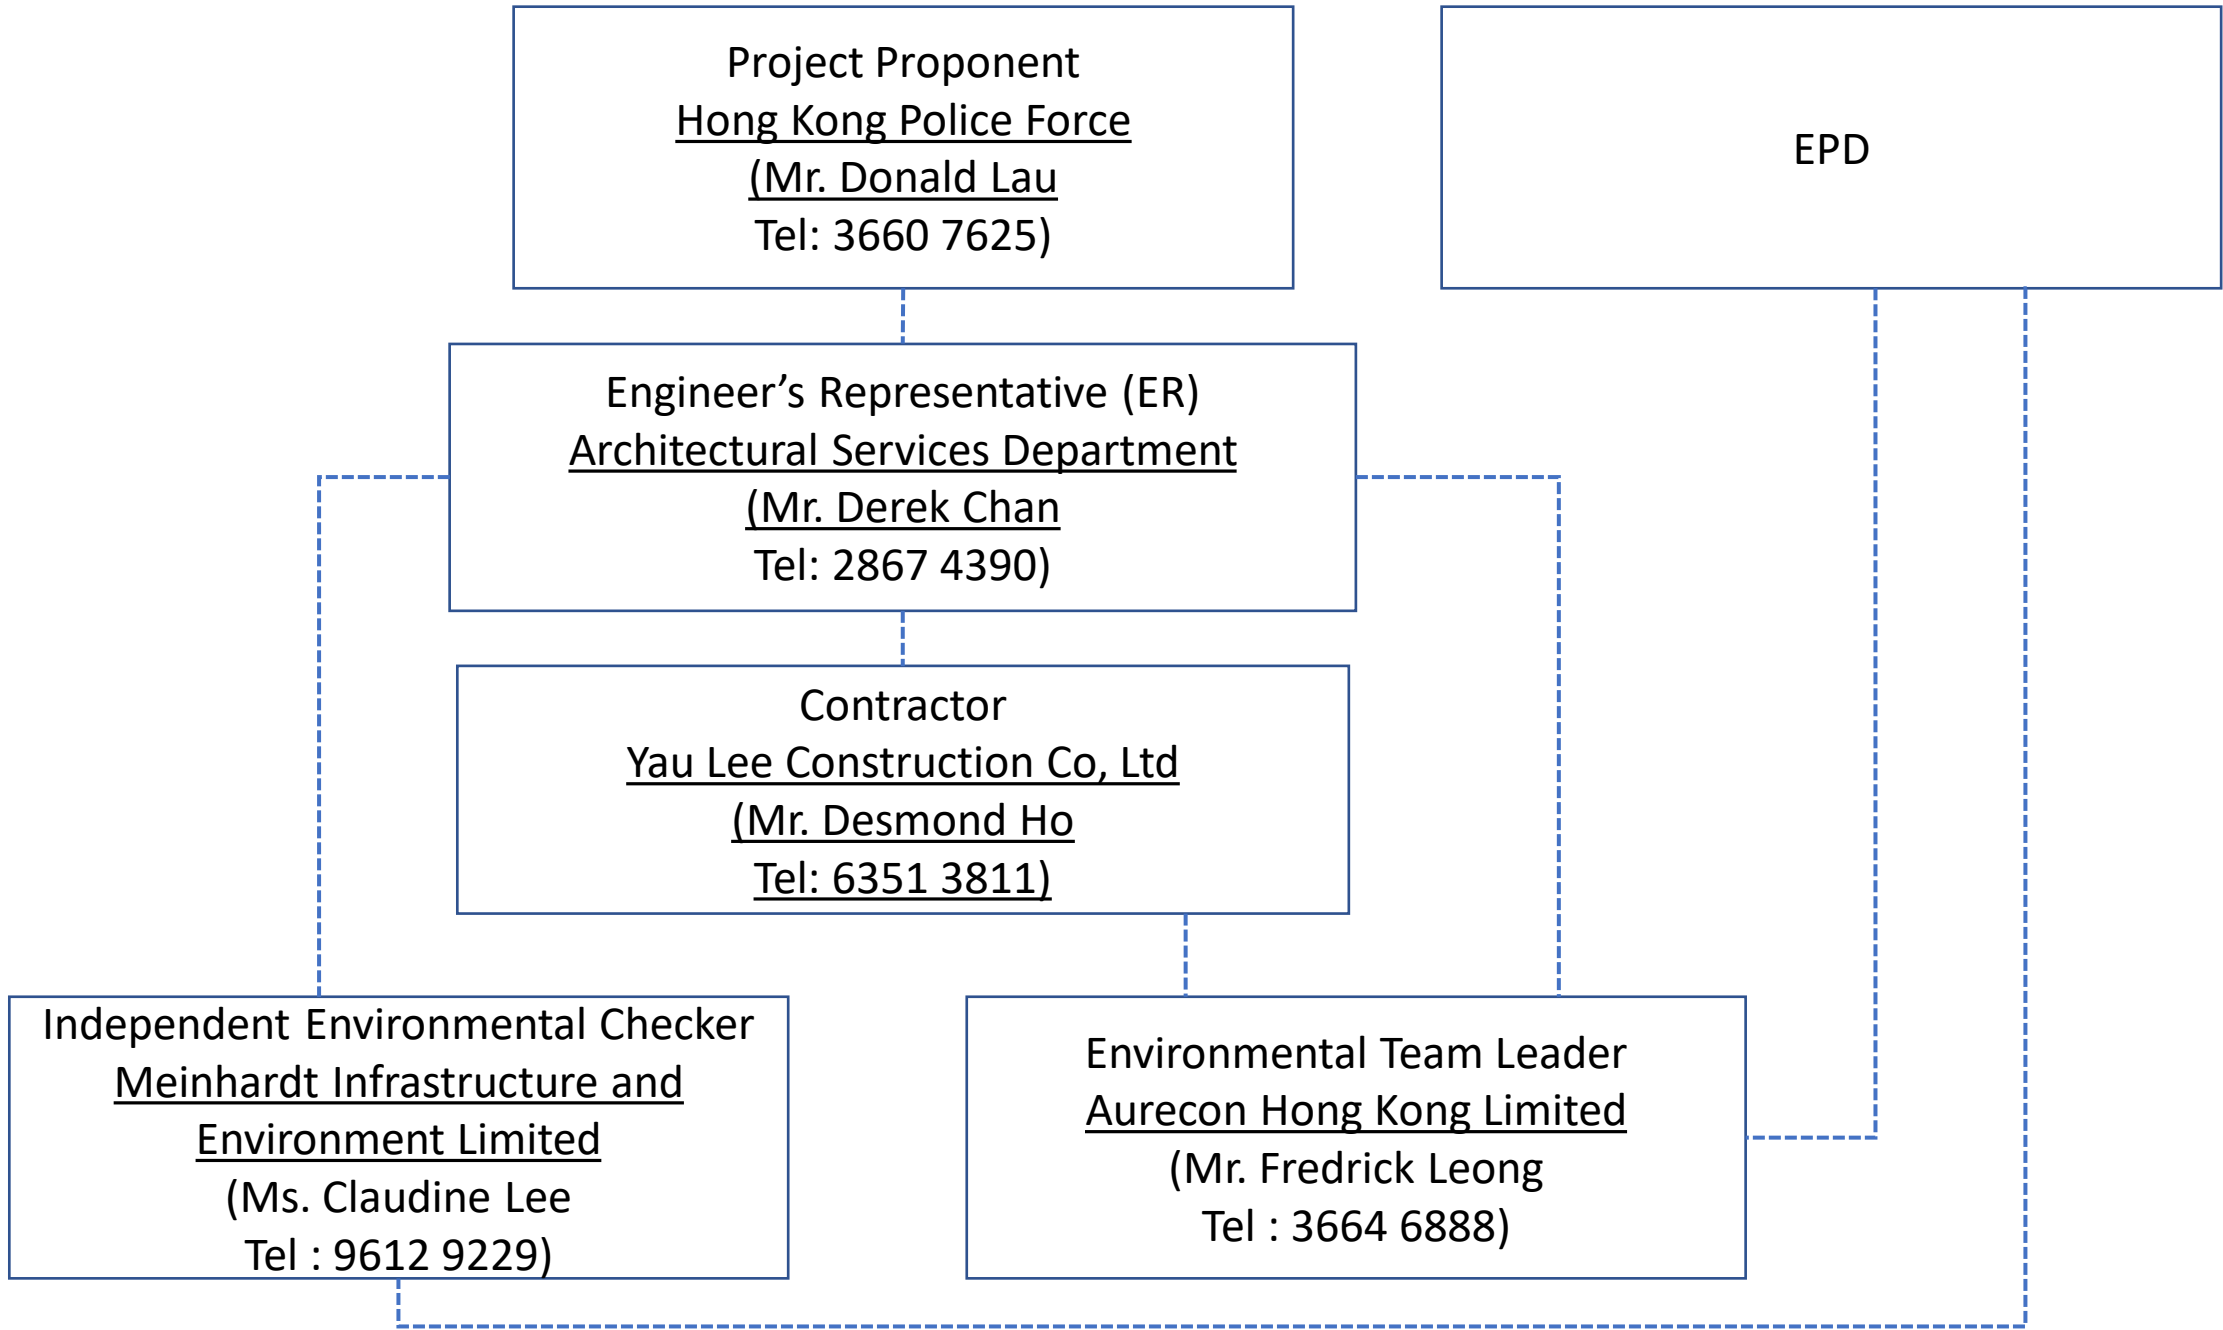 Project Proponent
Hong Kong Police Force
(Mr. Donald Lau
Tel: 3660 7625)
EPD
Engineer’s Representative (ER)
Architectural Services Department
(Mr. Derek Chan
Tel: 2867 4390)
Contractor
Yau Lee Construction Co, Ltd
(Mr. Desmond Ho
Tel: 6351 3811)
Independent Environmental Checker
Meinhardt Infrastructure and
Environment Limited
(Ms. Claudine Lee
Tel : 9612 9229)
Environmental Team Leader
Aurecon Hong Kong Limited
(Mr. Fredrick Leong
Tel : 3664 6888)